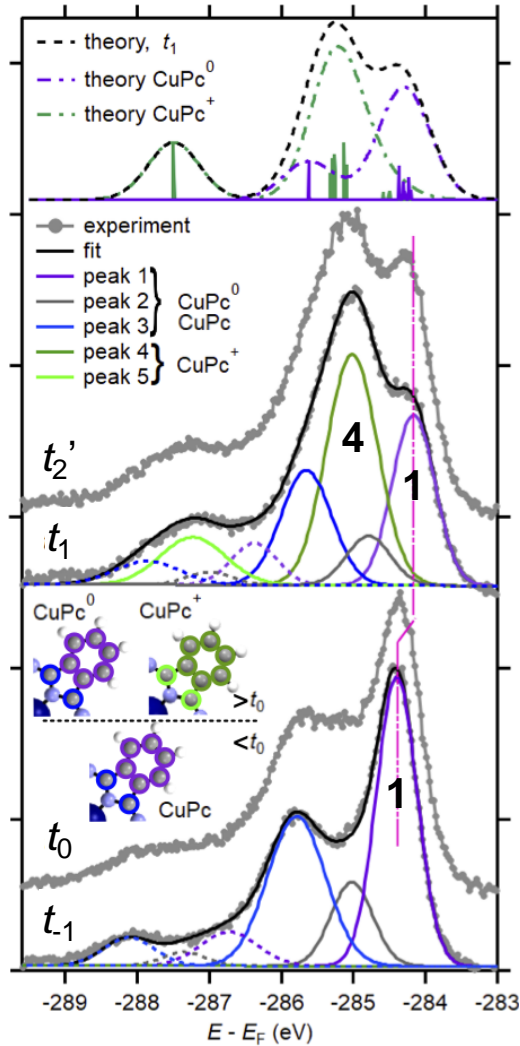 theory, t₁
theory CuPc⁰
theory CuPc⁺
experiment
fit
peak 1
peak 2
peak 3
CuPc⁰
CuPc
peak 4
peak 5
CuPc⁺
4
1
t₂'
t₁
CuPc⁰
CuPc⁺
>t₀
<t₀
CuPc
1
t₀
t₋₁
-289
-288
-287
-286
-285
-284
-283
E - E_F (eV)